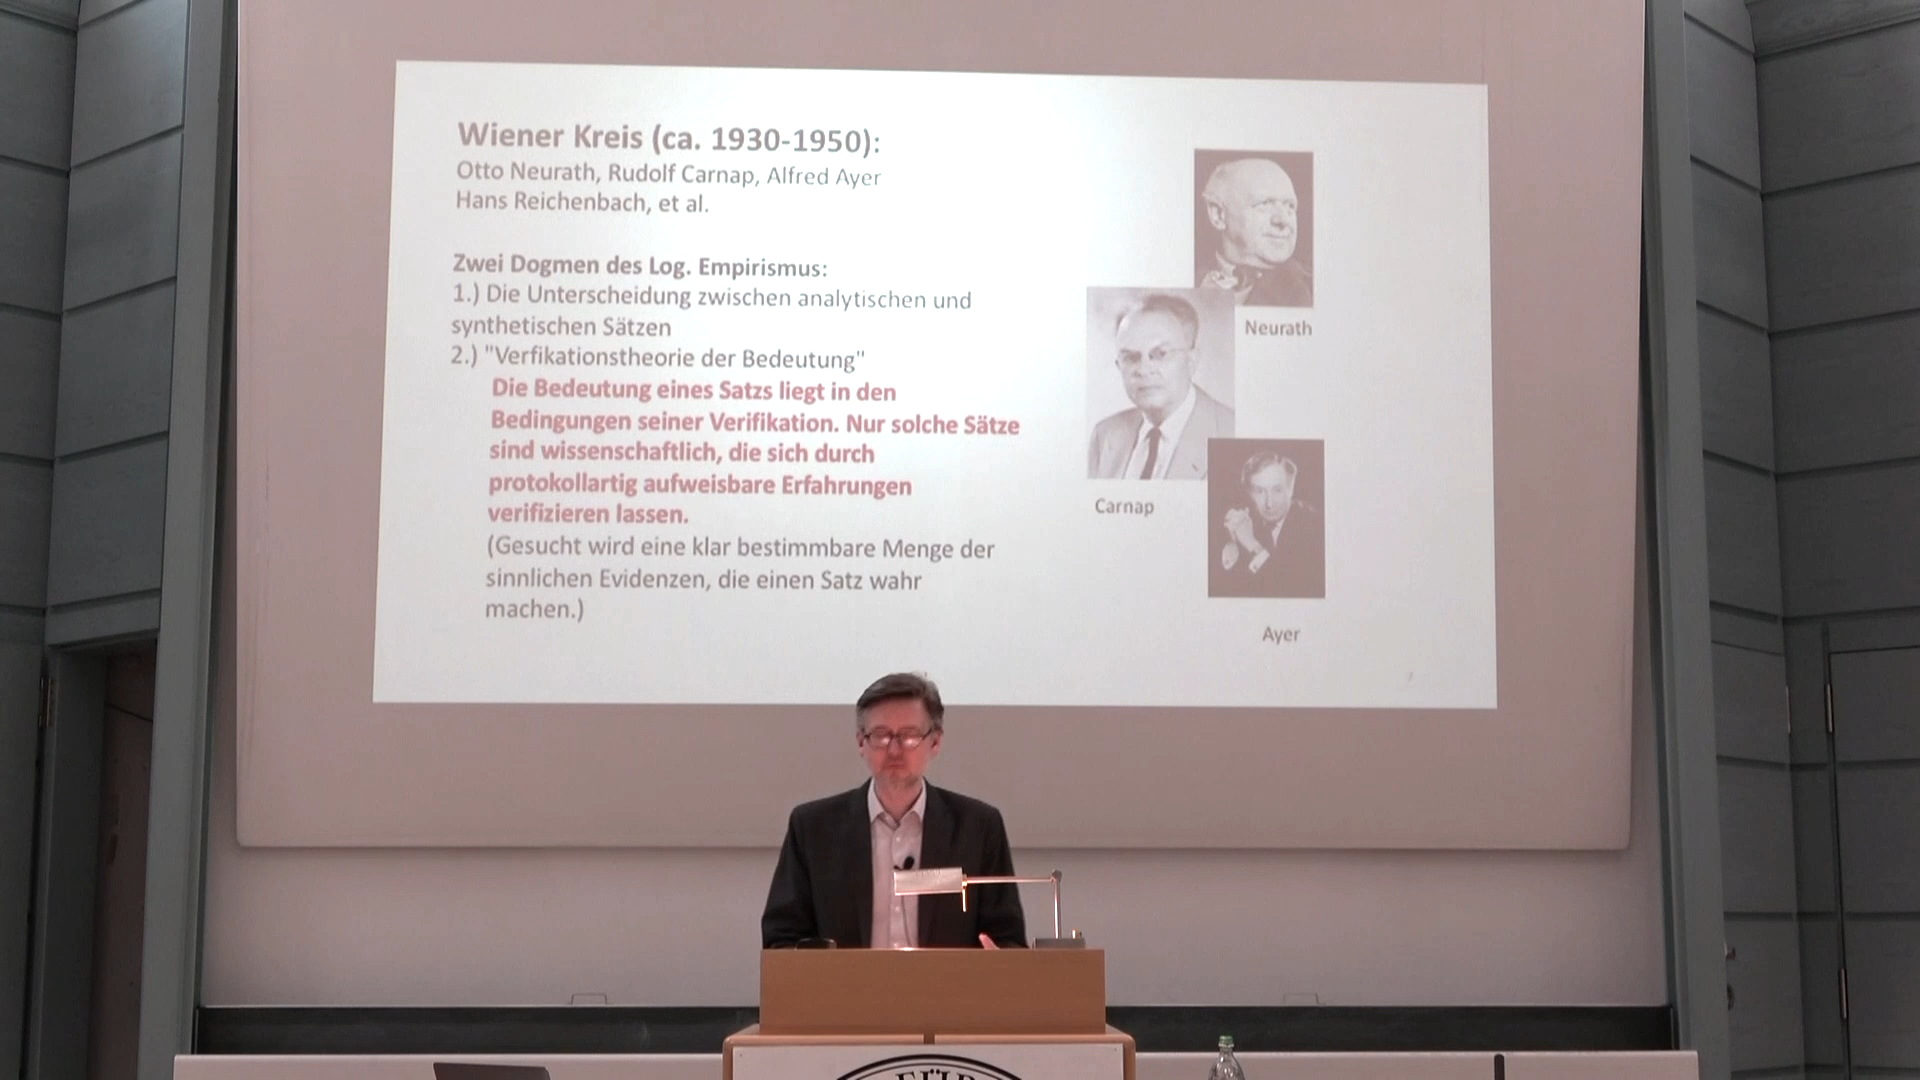 Wiener Kreis (ca. 1930-1950):
Otto Neurath, Rudolf Carnap, Alfred Ayer
Hans Reichenbach, et al.
Zwei Dogmen des Log. Empirismus:
1.) Die Unterscheidung zwischen analytischen und
synthetischen Sätzen
2.) "Verfikationstheorie der Bedeutung"
Die Bedeutung eines Satzs liegt in den
Bedingungen seiner Verifikation. Nur solche Sätze
sind wissenschaftlich, die sich durch
protokollartig aufweisbare Erfahrungen
verifizieren lassen.
(Gesucht wird eine klar bestimmbare Menge der
sinnlichen Evidenzen, die einen Satz wahr
machen.)
Neurath
Carnap
Ayer